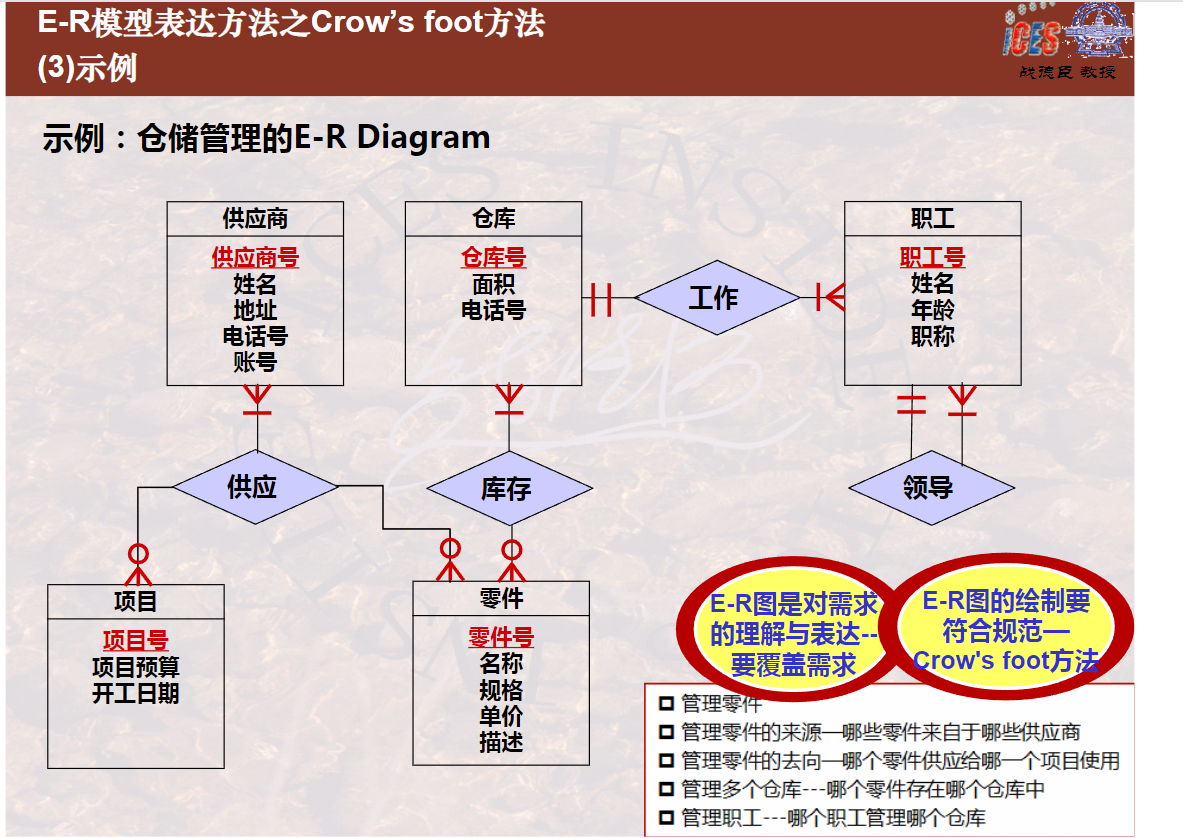 E-R模型表达方法之Crow’s foot方法
(3)示例
iCES
战德臣 教授
示例：仓储管理的E-R Diagram
供应商
供应商号
姓名
地址
电话号
账号
仓库
仓库号
面积
电话号
工作
职工
职工号
姓名
年龄
职称
供应
库存
领导
项目
项目号
项目预算
开工日期
零件
零件号
名称
规格
单价
描述
E-R图是对需求
的理解与表达--
要覆盖需求
E-R图的绘制要
符合规范—
Crow's foot方法
管理零件
管理零件的来源—哪些零件来自于哪些供应商
管理零件的去向—哪个零件供应给哪一个项目使用
管理多个仓库---哪个零件存在哪个仓库中
管理职工---哪个职工管理哪个仓库